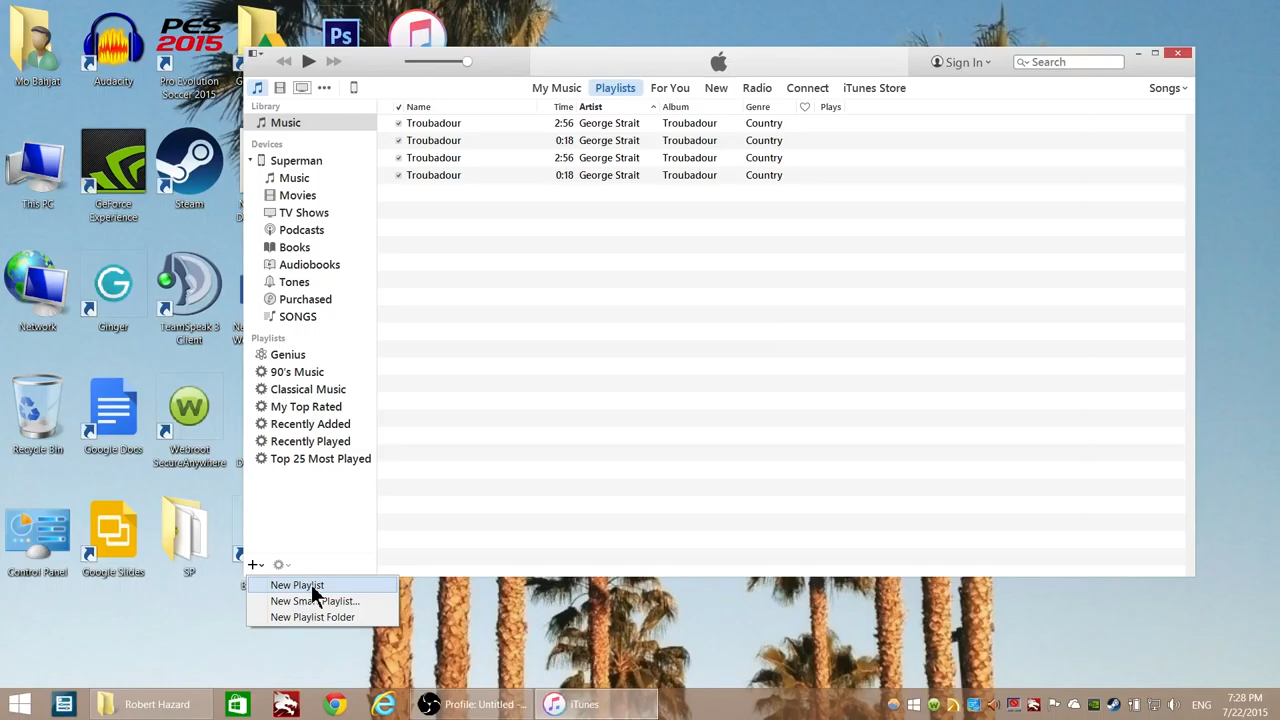 Mo Bahjat
Audacity
PES
2015
Pro Evolution
Soccer 2015
Ps
Sign In
Search
My Music
Playlists
For You
New
Radio
Connect
iTunes Store
Songs
Library
Music
Devices
Superman
Music
Movies
TV Shows
Podcasts
Books
Audiobooks
Tones
Purchased
SONGS
Playlists
Genius
90's Music
Classical Music
My Top Rated
Recently Added
Recently Played
Top 25 Most Played
Name Time Artist Album Genre Plays
Troubadour 2:56 George Strait Troubadour Country
Troubadour 0:18 George Strait Troubadour Country
Troubadour 2:56 George Strait Troubadour Country
Troubadour 0:18 George Strait Troubadour Country
This PC
GeForce
Experience
Steam
Network
Ginger
TeamSpeak 3
Client
Recycle Bin
Google Docs
Webroot
SecureAnywhere
Control Panel
Google Slides
SP
New Playlist
New Smart Playlist...
New Playlist Folder
Robert Hazard
Profile: Untitled -...
iTunes
ENG
7:28 PM
7/22/2015